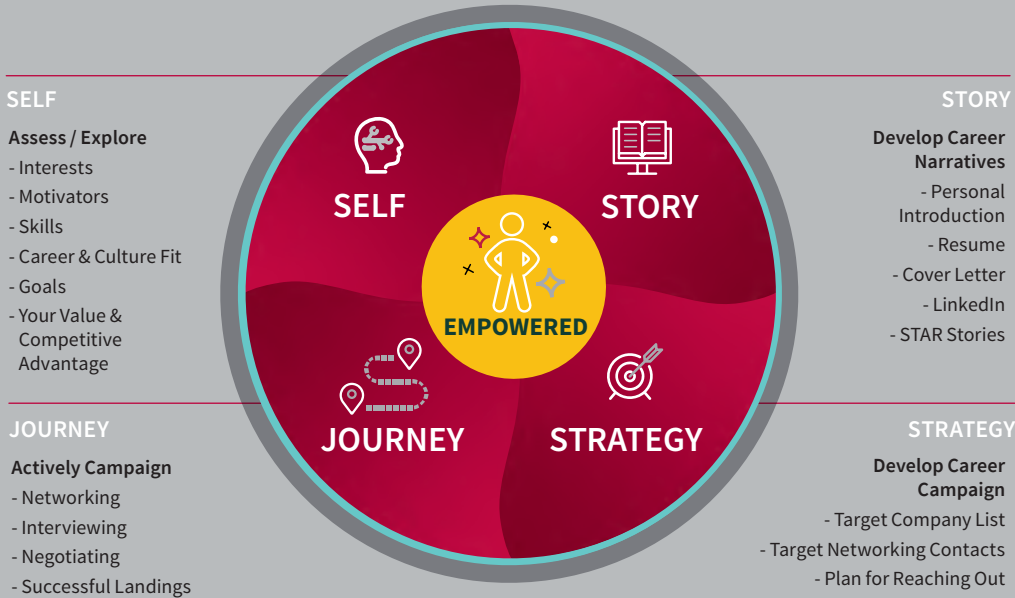 SELF
Assess / Explore
- Interests
- Motivators
- Skills
- Career & Culture Fit
- Goals
- Your Value &
Competitive
Advantage
JOURNEY
Actively Campaign
- Networking
- Interviewing
- Negotiating
- Successful Landings
SELF
STORY
EMPOWERED
JOURNEY
STRATEGY
STORY
Develop Career
Narratives
- Personal
Introduction
- Resume
- Cover Letter
- LinkedIn
- STAR Stories
STRATEGY
Develop Career
Campaign
- Target Company List
- Target Networking Contacts
- Plan for Reaching Out